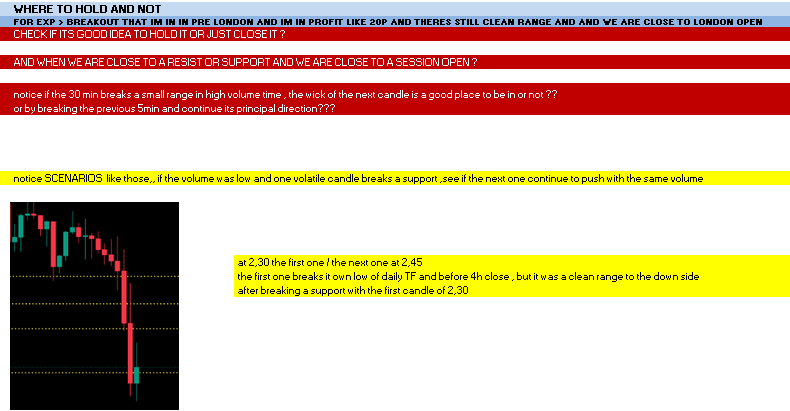 WHERE TO HOLD AND NOT
FOR EXP > BREAKOUT THAT IM IN IN PRE LONDON AND IM IN PROFIT LIKE 20P AND THERES STILL CLEAN RANGE AND AND WE ARE CLOSE TO LONDON OPEN
CHECK IF ITS GOOD IDEA TO HOLD IT OR JUST CLOSE IT ?
AND WHEN WE ARE CLOSE TO A RESIST OR SUPPORT AND WE ARE CLOSE TO A SESSION OPEN ?
notice if the 30 min breaks a small range in high volume time , the wick of the next candle is a good place to be in or not ??
or by breaking the previous 5min and continue its principal direction???
notice SCENARIOS like those,, if the volume was low and one volatile candle breaks a support ,see if the next one continue to push with the same volume
at 2,30 the first one / the next one at 2,45
the first one breaks it own low of daily TF and before 4h close , but it was a clean range to the down side
after breaking a support with the first candle of 2,30